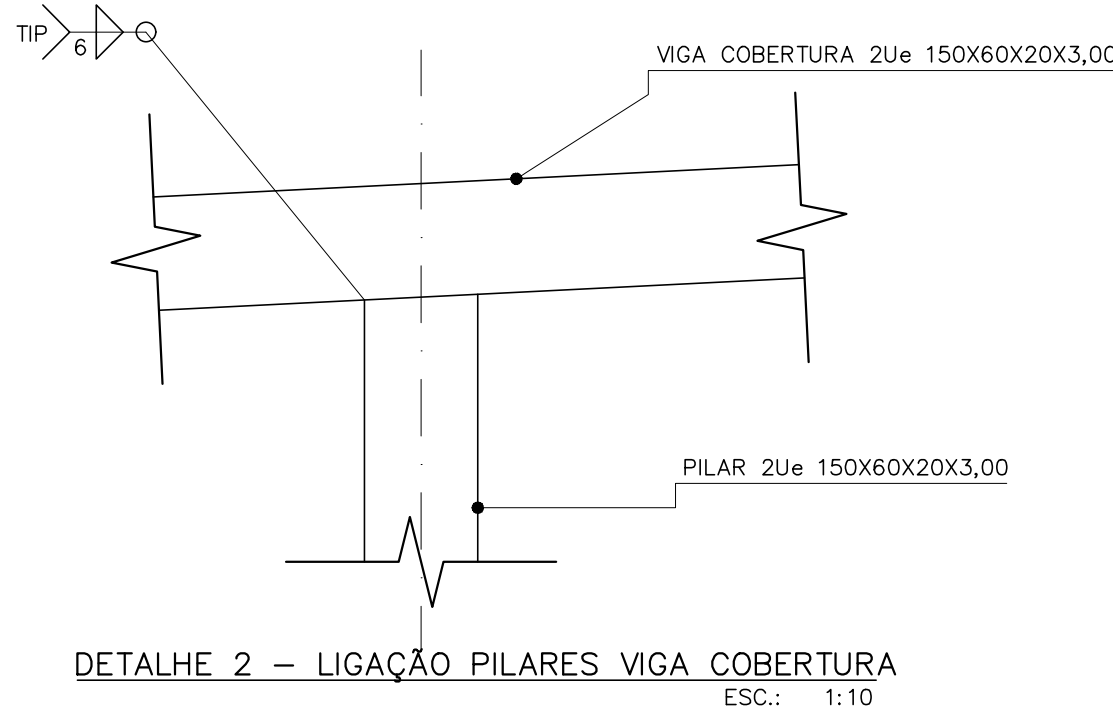 TIP 6
VIGA COBERTURA 2Ue 150X60X20X3,00
PILAR 2Ue 150X60X20X3,00
DETALHE 2 – LIGAÇÃO PILARES VIGA COBERTURA
ESC.: 1:10